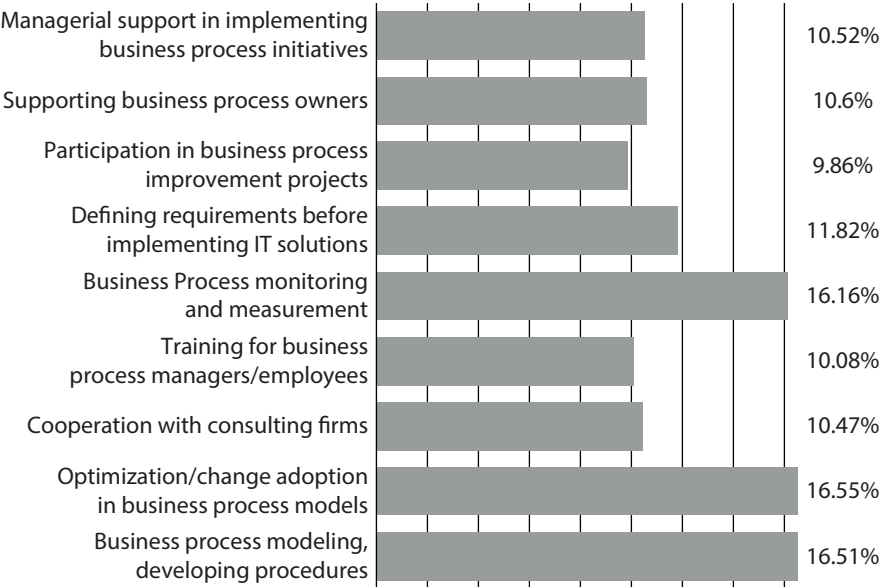 Managerial support in implementing
business process initiatives
10.52%
Supporting business process owners
10.6%
Participation in business process
improvement projects
9.86%
Defining requirements before
implementing IT solutions
11.82%
Business Process monitoring
and measurement
16.16%
Training for business
process managers/employees
10.08%
Cooperation with consulting firms
10.47%
Optimization/change adoption
in business process models
16.55%
Business process modeling,
developing procedures
16.51%